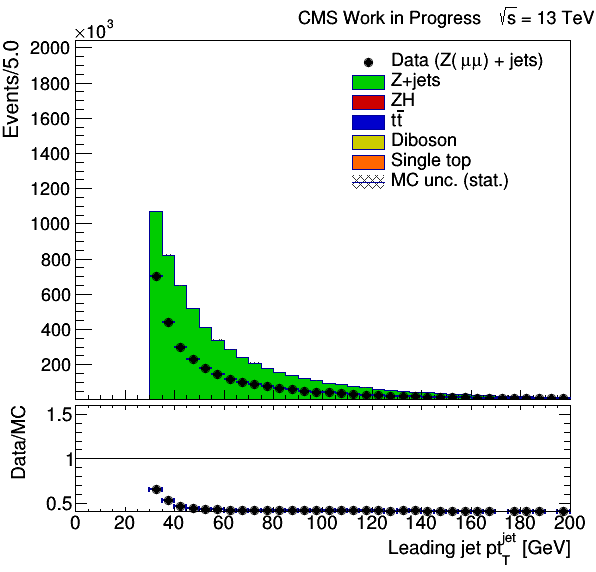 CMS Work in Progress √s = 13 TeV
×10³
Events/5.0
2000
1800
1600
1400
1200
1000
800
600
400
200
Data (Z( μμ) + jets)
Z+jets
ZH
tt̄
Diboson
Single top
MC unc. (stat.)
Data/MC
1.5
1
0.5
0 20 40 60 80 100 120 140 160 180 200
Leading jet pt_T^jet [GeV]